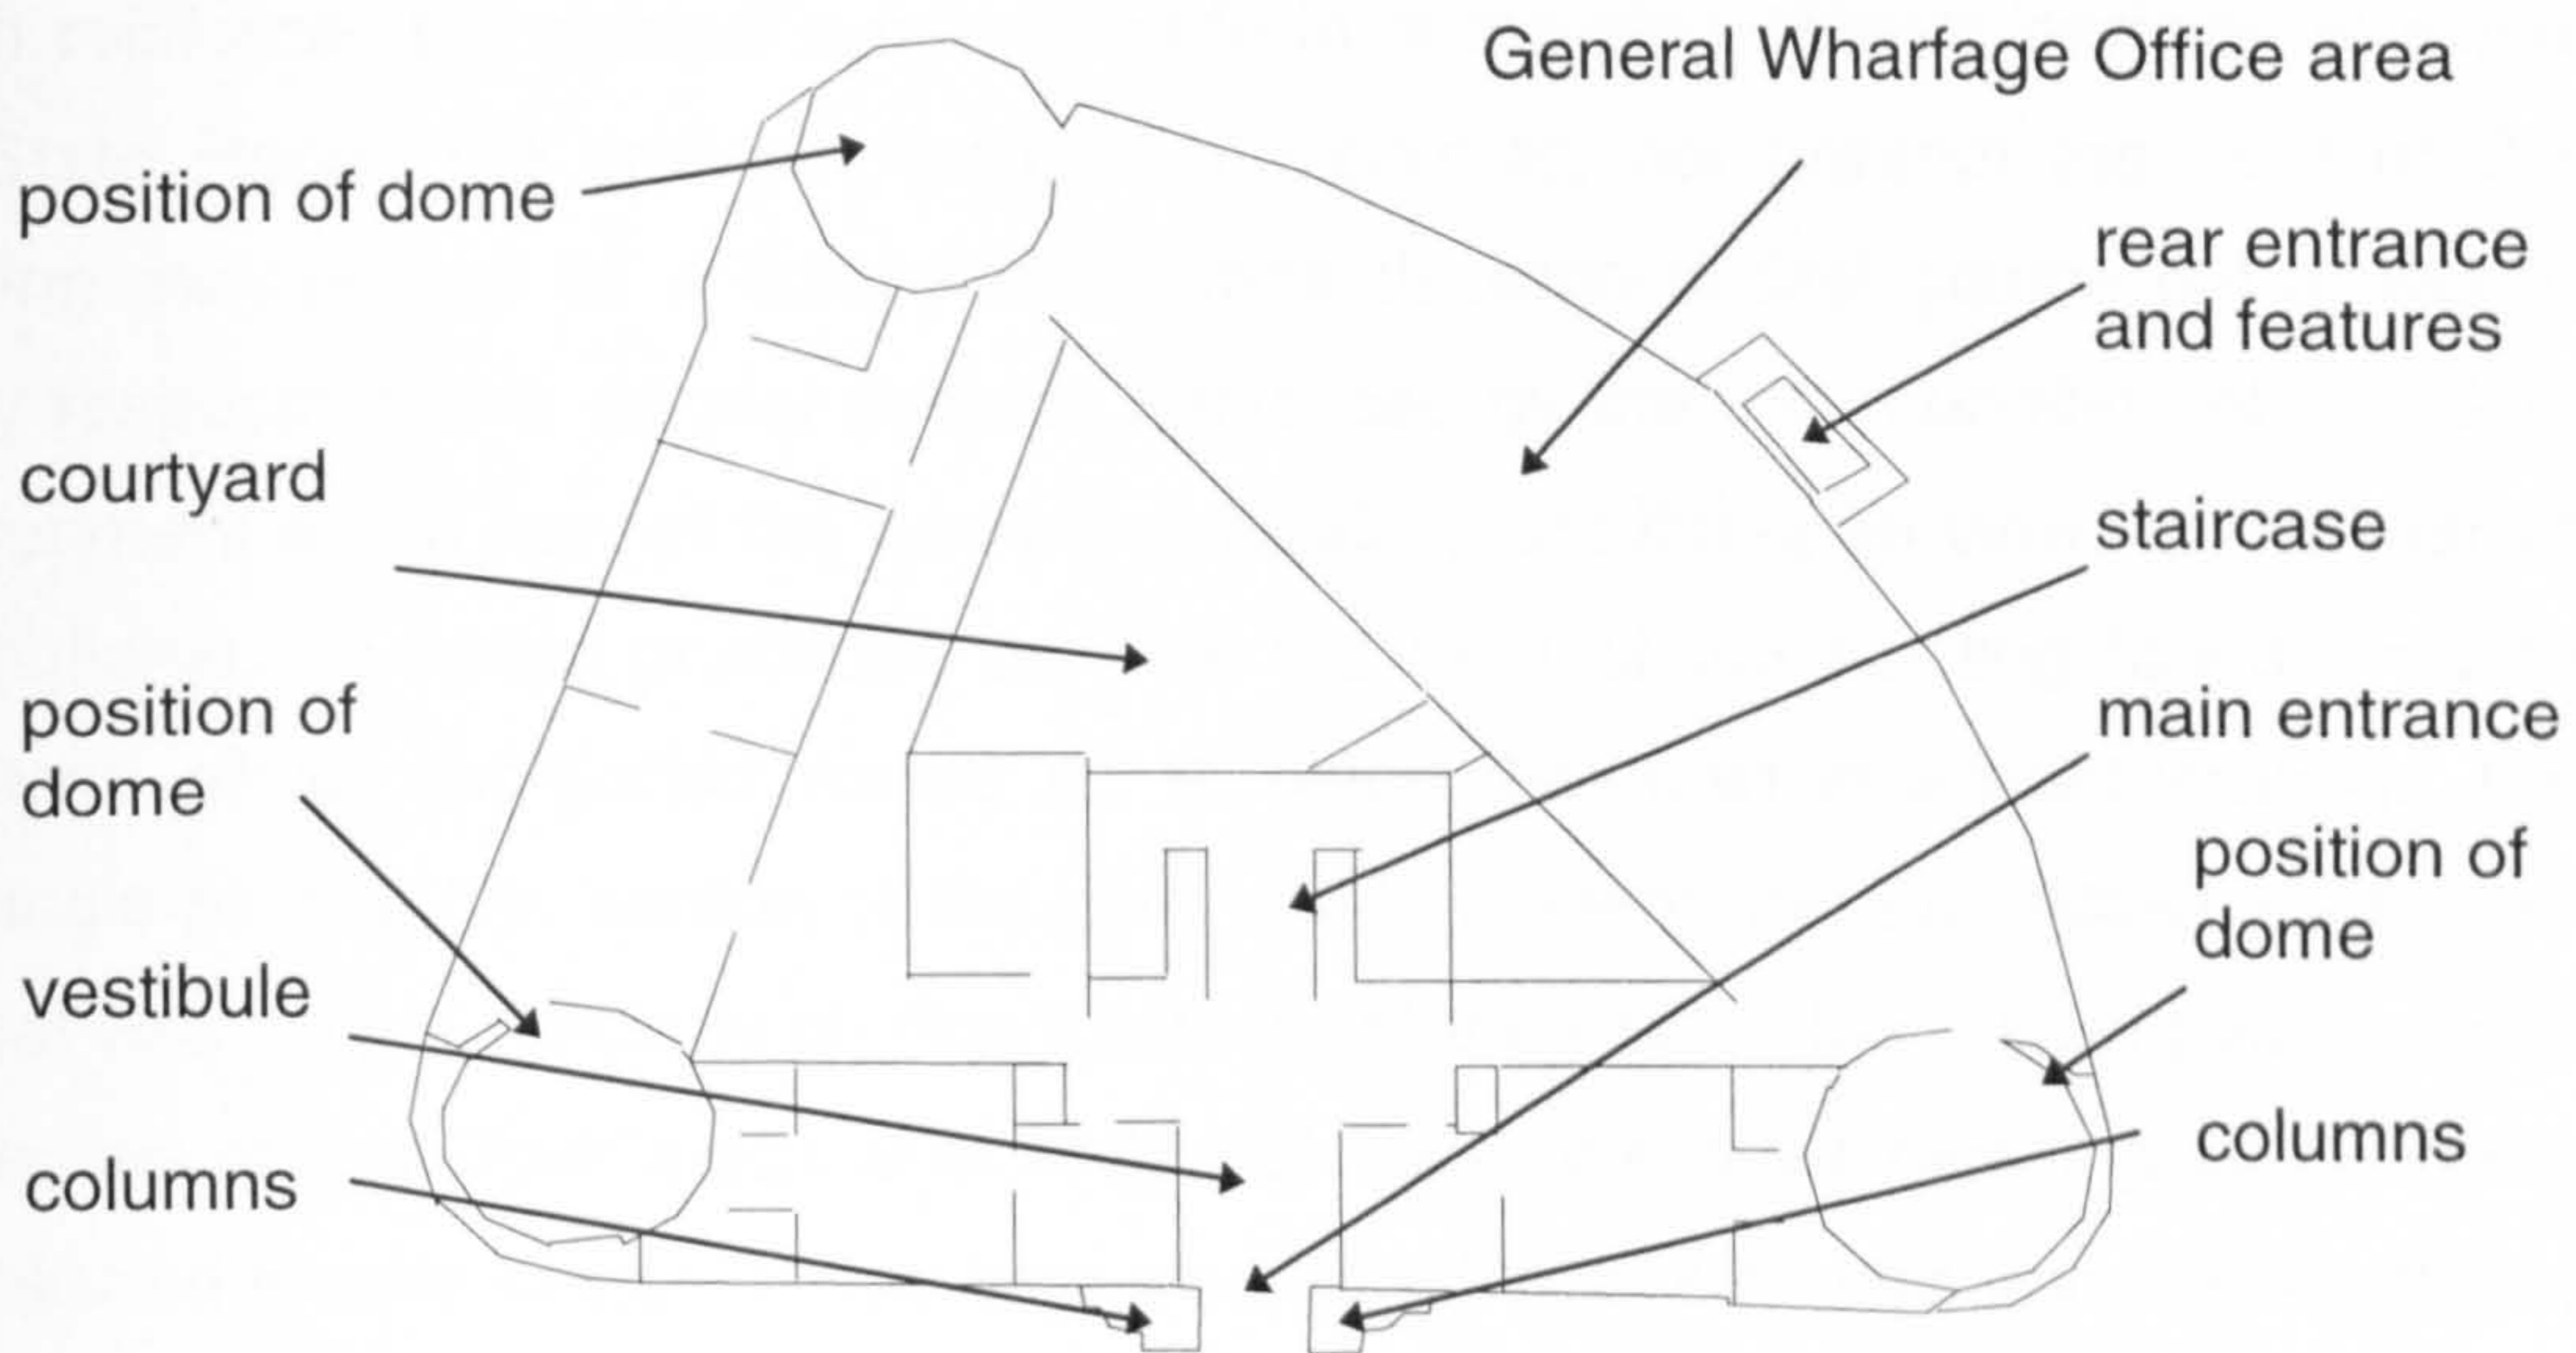 General Wharfage Office area
position of dome
rear entrance
and features
courtyard
staircase
position of
dome
main entrance
position of
dome
vestibule
columns
columns